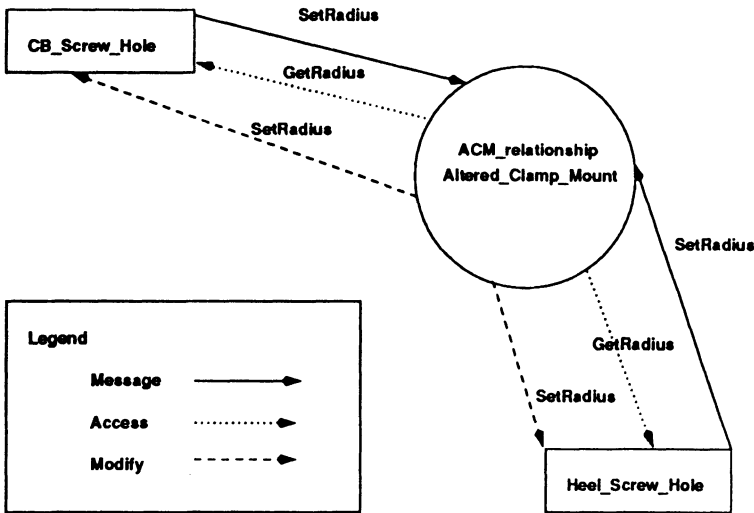 SetRadius
CB_Screw_Hole
GetRadius
SetRadius
ACM_relationship
Altered_Clamp_Mount
SetRadius
GetRadius
SetRadius
Heel_Screw_Hole
Legend
Message
Access
Modify